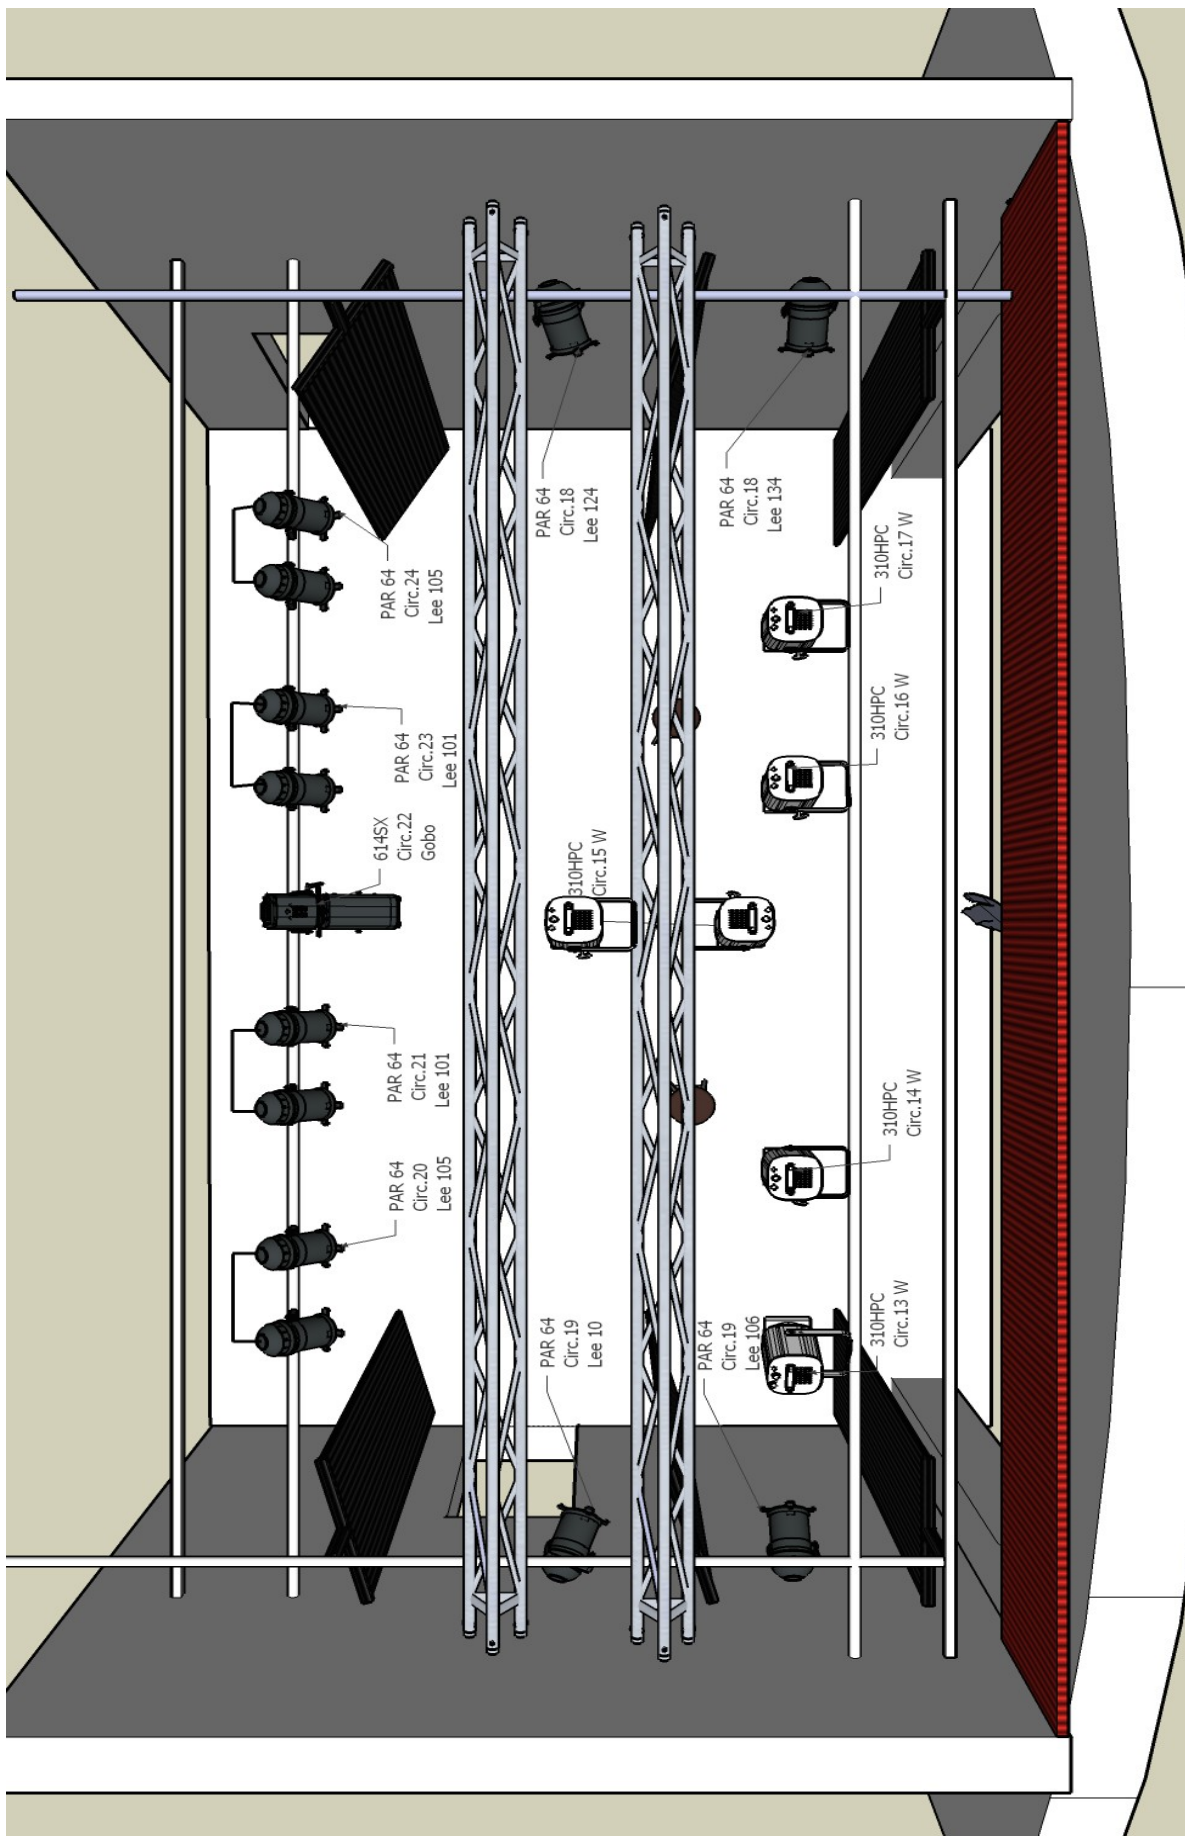 PAR 64
Circ.20
Lee 105
PAR 64
Circ.21
Lee 101
614SX
Circ.22
Gobo
PAR 64
Circ.23
Lee 101
PAR 64
Circ.24
Lee 105
PAR 64
Circ.19
Lee 10
310HPC
Circ.15 W
PAR 64
Circ.18
Lee 124
PAR 64
Circ.19
Lee 106
PAR 64
Circ.18
Lee 134
310HPC
Circ.13 W
310HPC
Circ.14 W
310HPC
Circ.16 W
310HPC
Circ.17 W